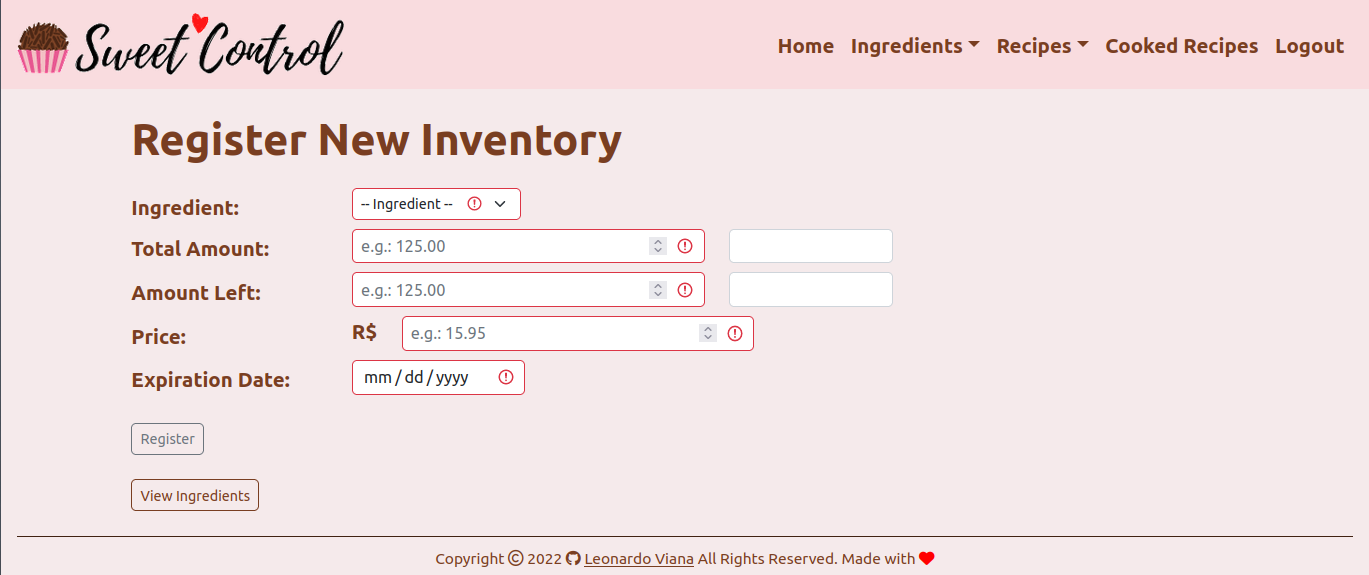 Sweet Control
Home Ingredients Recipes Cooked Recipes Logout
Register New Inventory
Ingredient: -- Ingredient --
Total Amount: e.g.: 125.00
Amount Left: e.g.: 125.00
Price: R$ e.g.: 15.95
Expiration Date: mm / dd / yyyy
Register
View Ingredients
Copyright © 2022 Leonardo Viana All Rights Reserved. Made with